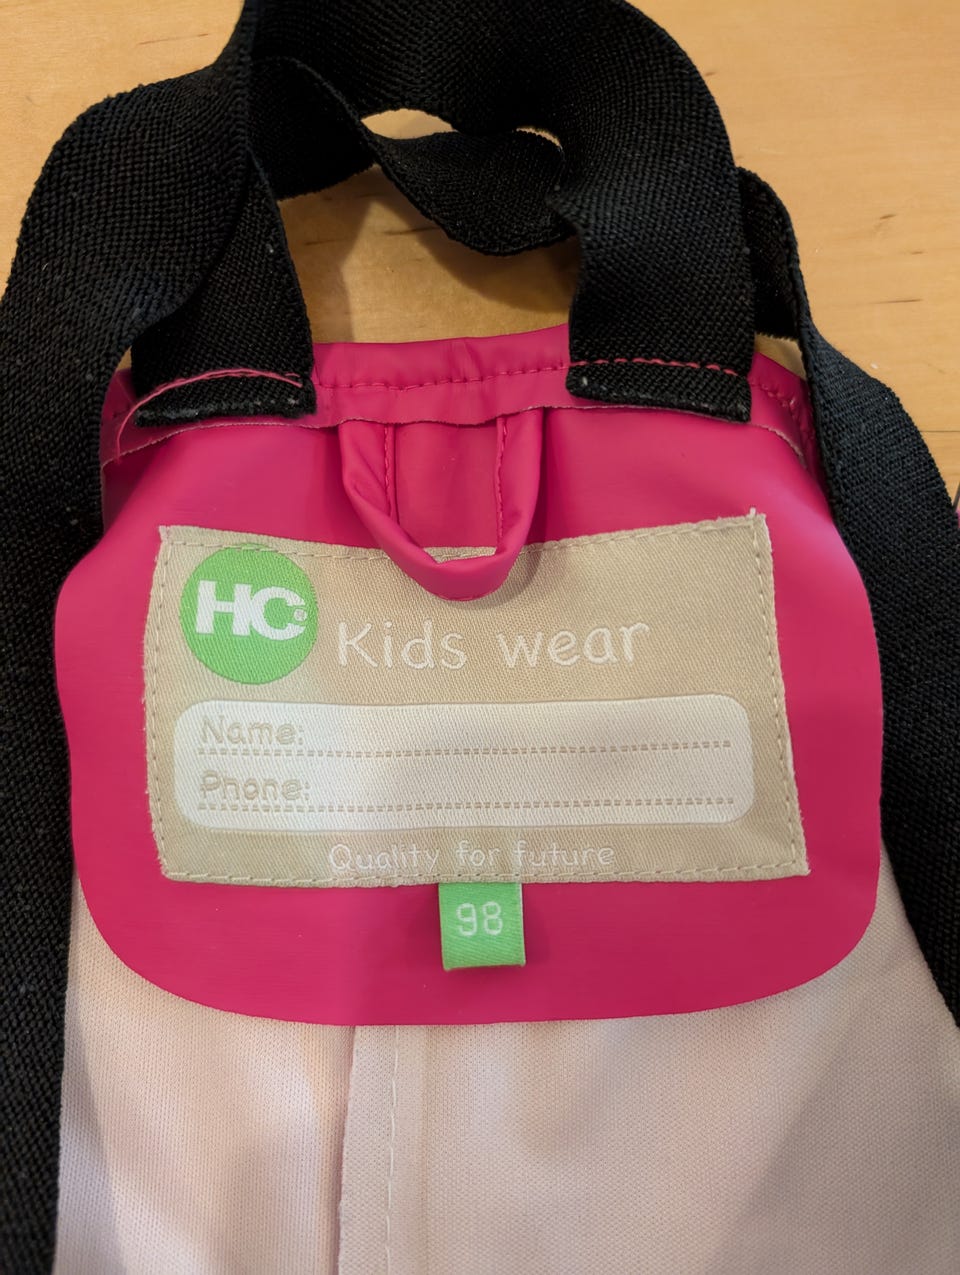 HC®
Kids wear
Name:
Phone:
Quality for future
98